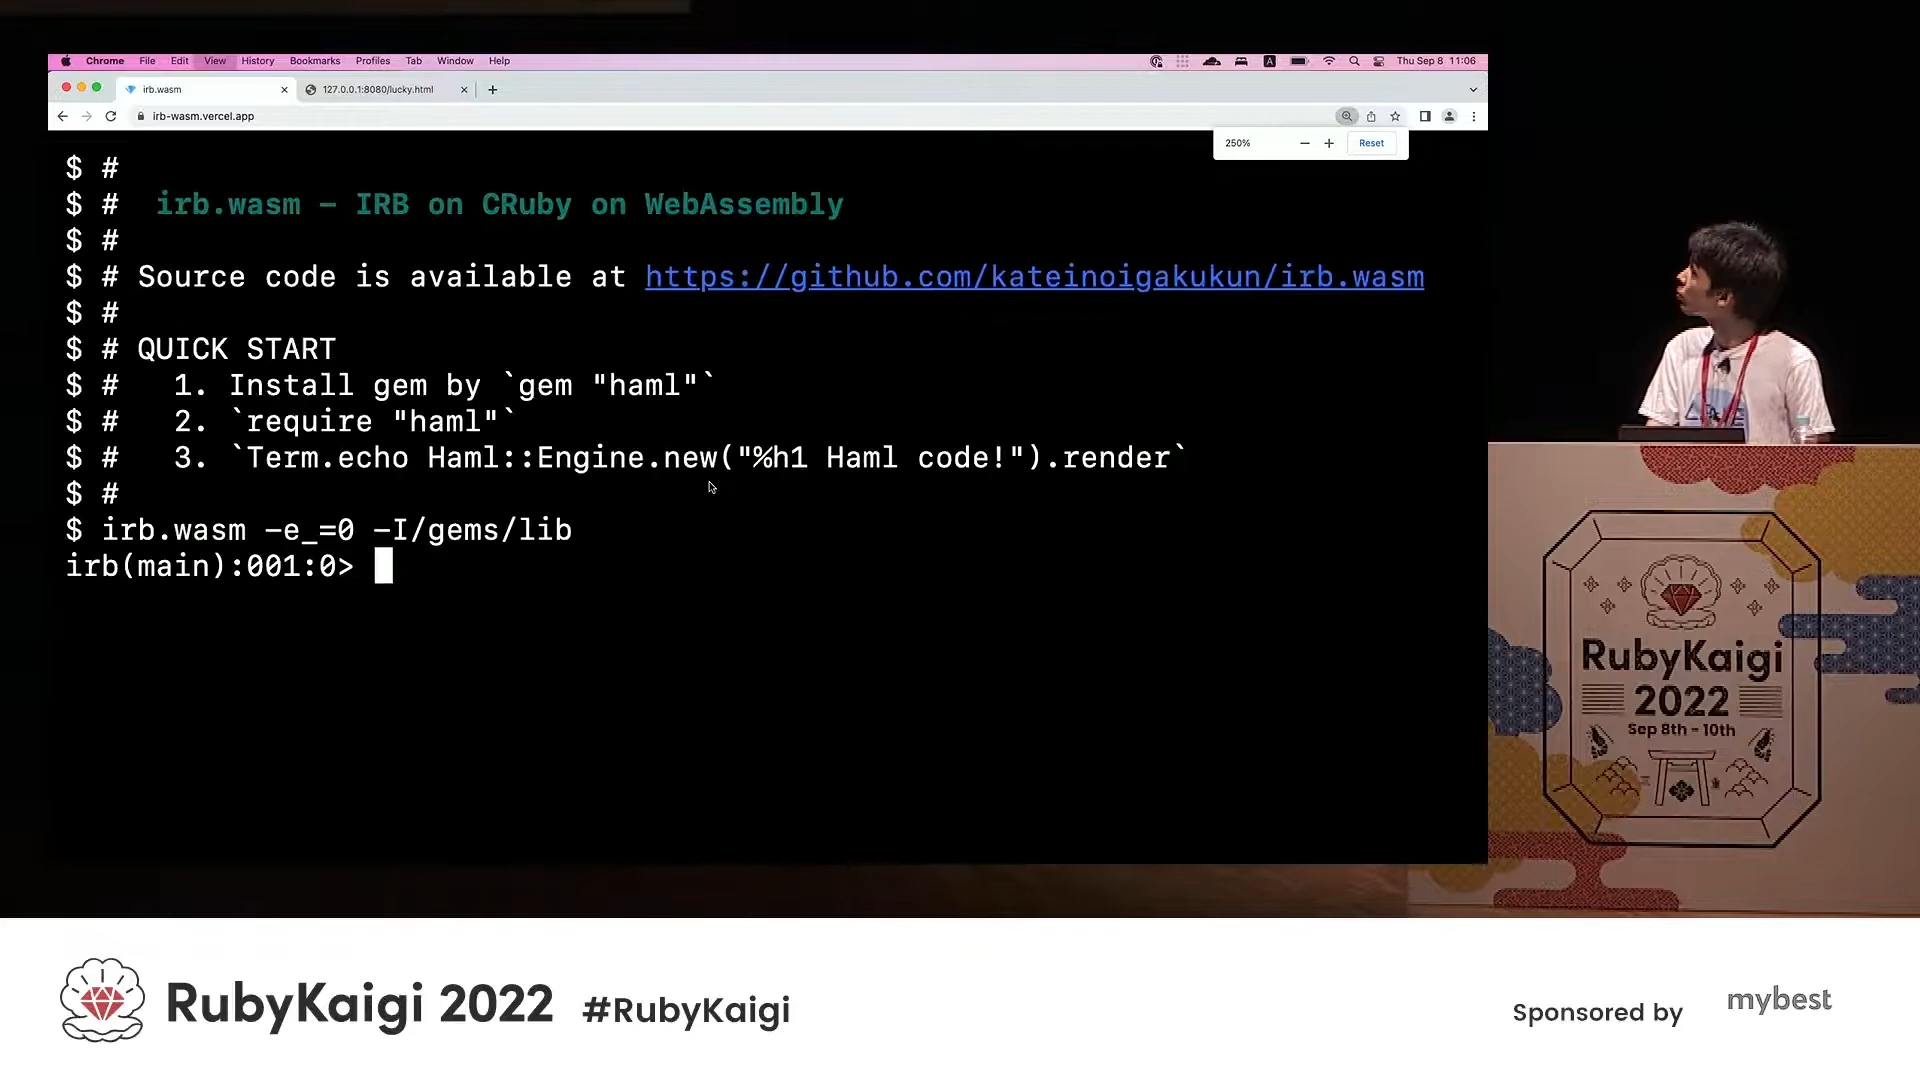 Chrome File Edit View History Bookmarks Profiles Tab Window Help
A Thu Sep 8 11:06
irb.wasm
127.0.0.1:8080/lucky.html
irb-wasm.vercel.app
250% − + Reset
$ #
$ # irb.wasm – IRB on CRuby on WebAssembly
$ #
$ # Source code is available at https://github.com/kateinoigakukun/irb.wasm
$ #
$ # QUICK START
$ # 1. Install gem by `gem "haml"`
$ # 2. `require "haml"`
$ # 3. `Term.echo Haml::Engine.new("%h1 Haml code!").render`
$ #
$ irb.wasm -e_=0 -I/gems/lib
irb(main):001:0>
RubyKaigi
2022
Sep 8th - 10th
RubyKaigi 2022 #RubyKaigi
Sponsored by mybest